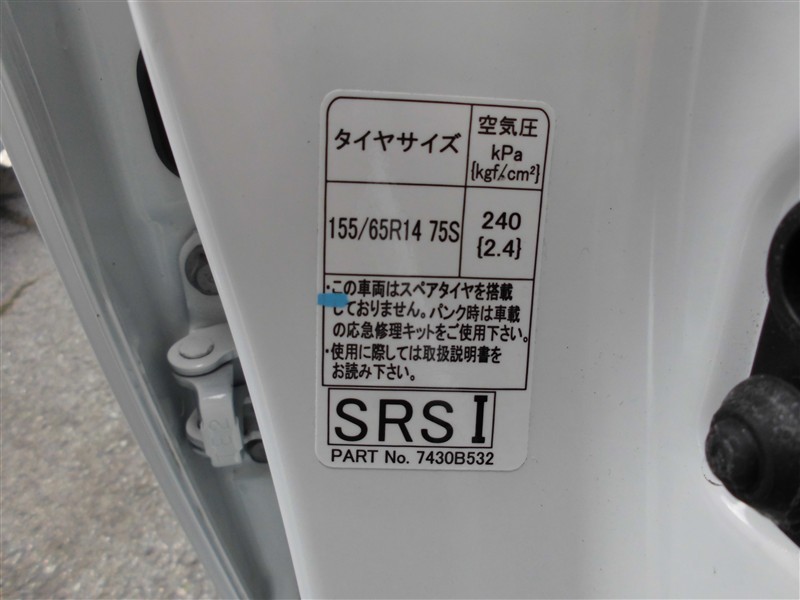 タイヤサイズ
空気圧
kPa
{kgf/cm²}
155/65R14 75S
240
{2.4}
・この車両はスペアタイヤを搭載
しておりません。パンク時は車載
の応急修理キットをご使用下さい。
・使用に際しては取扱説明書を
お読み下さい。
SRSⅠ
PART No. 7430B532